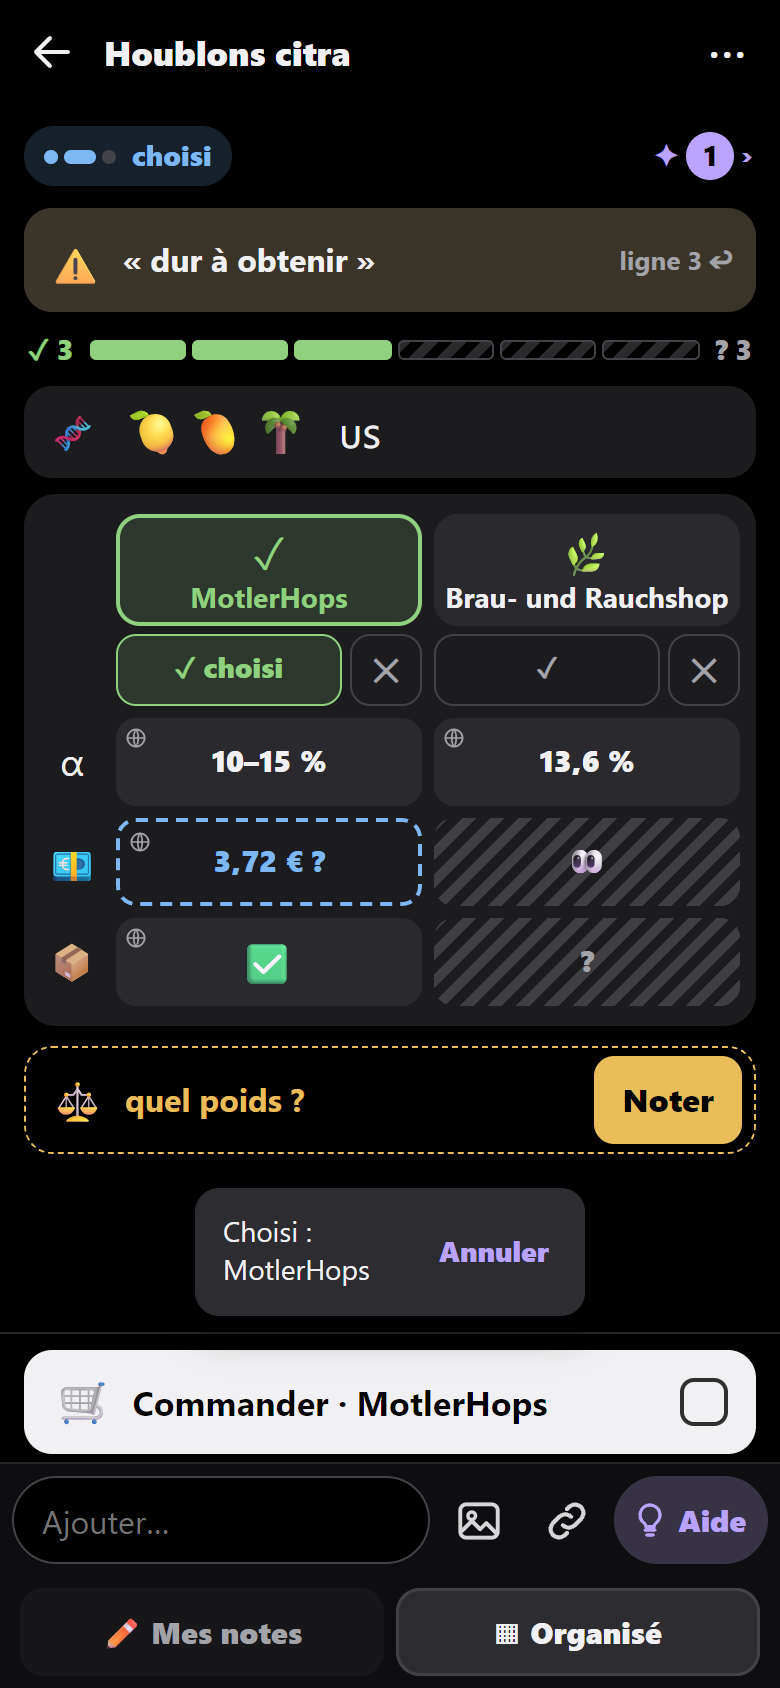 Houblons citra
choisi
1
« dur à obtenir »
ligne 3
✓ 3
? 3
US
✓
MotlerHops
Brau- und Rauchshop
✓ choisi
✓
α
10–15 %
13,6 %
3,72 € ?
?
quel poids ?
Noter
Choisi :
MotlerHops
Annuler
Commander · MotlerHops
Ajouter...
Aide
Mes notes
Organisé